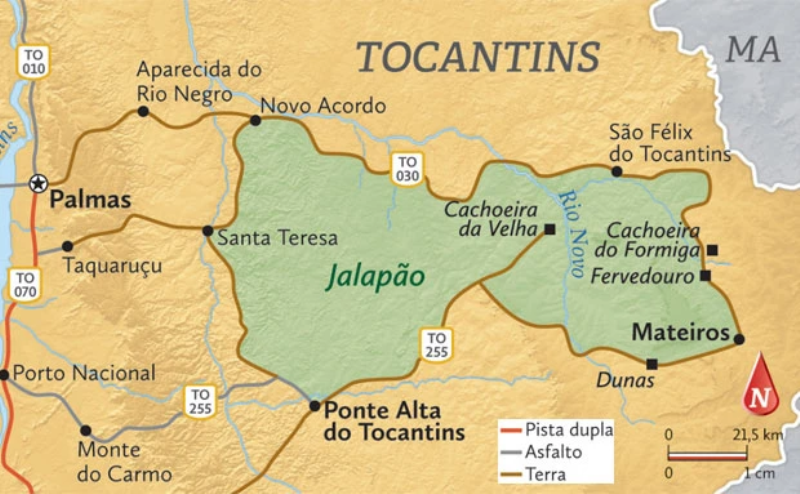 TO
010
TOCANTINS
MA
Aparecida do
Rio Negro
Novo Acordo
São Félix
do Tocantins
TO
030
ns
Palmas
Cachoeira
da Velha
Rio Novo
Cachoeira
do Formiga
Santa Teresa
Taquaruçu
Jalapão
Fervedouro
TO
070
Mateiros
TO
255
Dunas
Porto Nacional
TO
255
Ponte Alta
do Tocantins
N
Monte
do Carmo
Pista dupla
Asfalto
Terra
0 21,5 km
0 1 cm